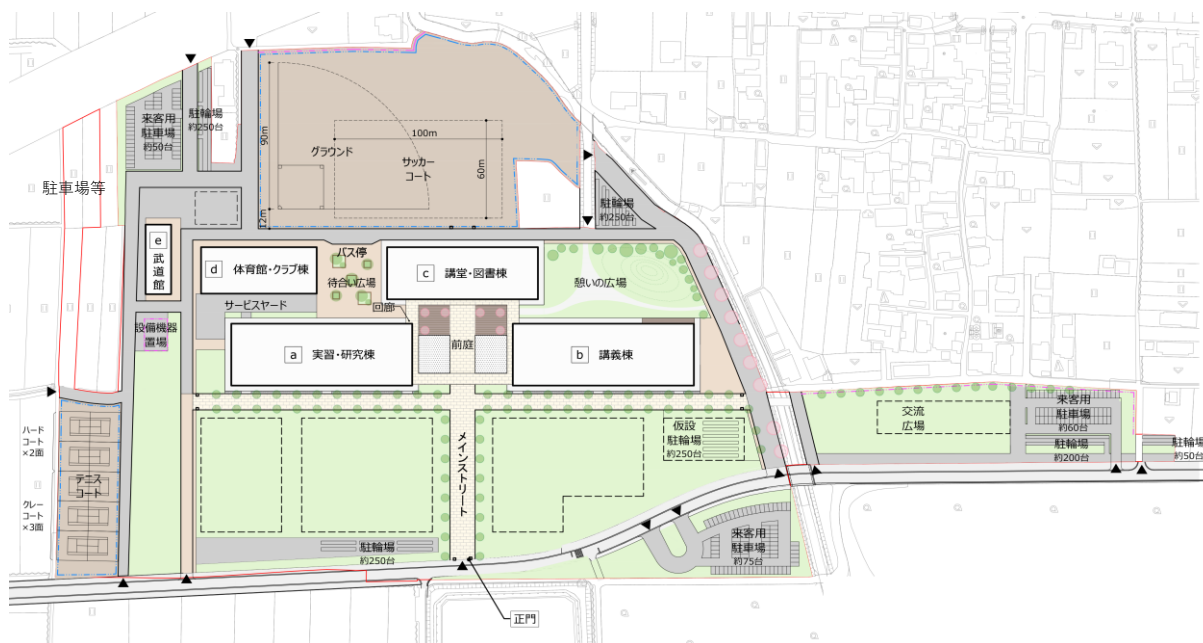 来客用
駐車場
約50台
駐輪場
約250台
駐車場等
90m
12m
グラウンド
100m
サッカー
コート
60m
駐輪場
約250台
e
武道館
d
体育館・クラブ棟
バス停
待合い広場
c
講堂・図書棟
憩いの広場
サービスヤード
回廊
設備機器
置場
a
実習・研究棟
前庭
b
講義棟
ハード
コート
×2面
テニス
コート
クレー
コート
×3面
メインストリート
仮設
駐輪場
約250台
交流
広場
来客用
駐車場
約60台
駐輪場
約200台
駐輪場
約50台
駐輪場
約250台
来客用
駐車場
約75台
正門